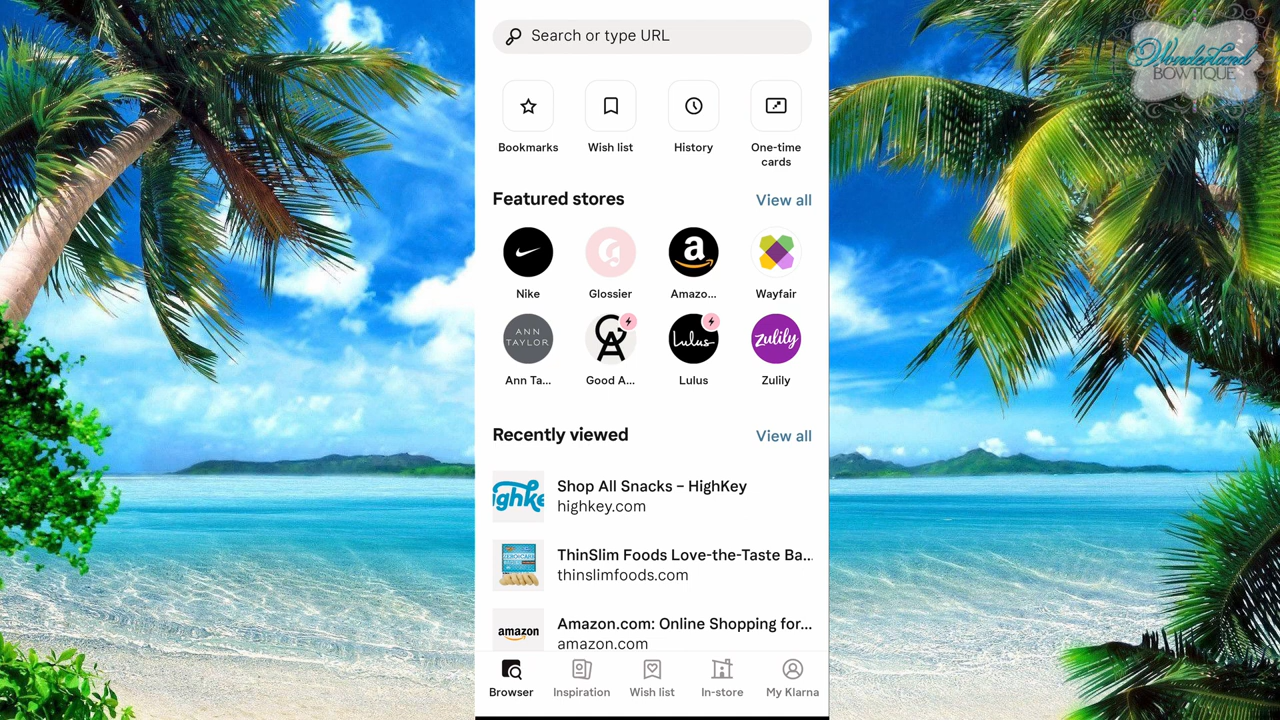 Wonderland
BOWTIQUE
Search or type URL
Bookmarks
Wish list
History
One-time
cards
Featured stores
View all
Nike
Glossier
a
Amazo...
Wayfair
ANN
TAYLOR
Lulus
Zulily
Ann Ta...
Good A...
Lulus
Zulily
Recently viewed
View all
ighke
Shop All Snacks – HighKey
highkey.com
ThinSlim Foods Love-the-Taste Ba..
thinslimfoods.com
amazon
Amazon.com: Online Shopping for...
amazon.com
Browser
Inspiration
Wish list
In-store
My Klarna